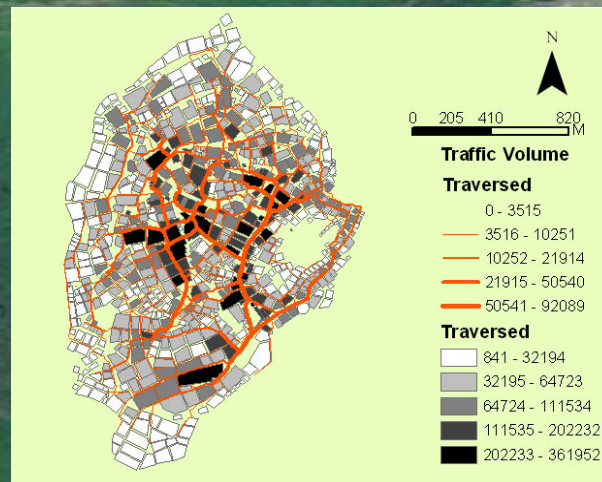 N
0 205 410 820
M
Traffic Volume
Traversed
0 - 3515
3516 - 10251
10252 - 21914
21915 - 50540
50541 - 92089
Traversed
841 - 32194
32195 - 64723
64724 - 111534
111535 - 202232
202233 - 361952